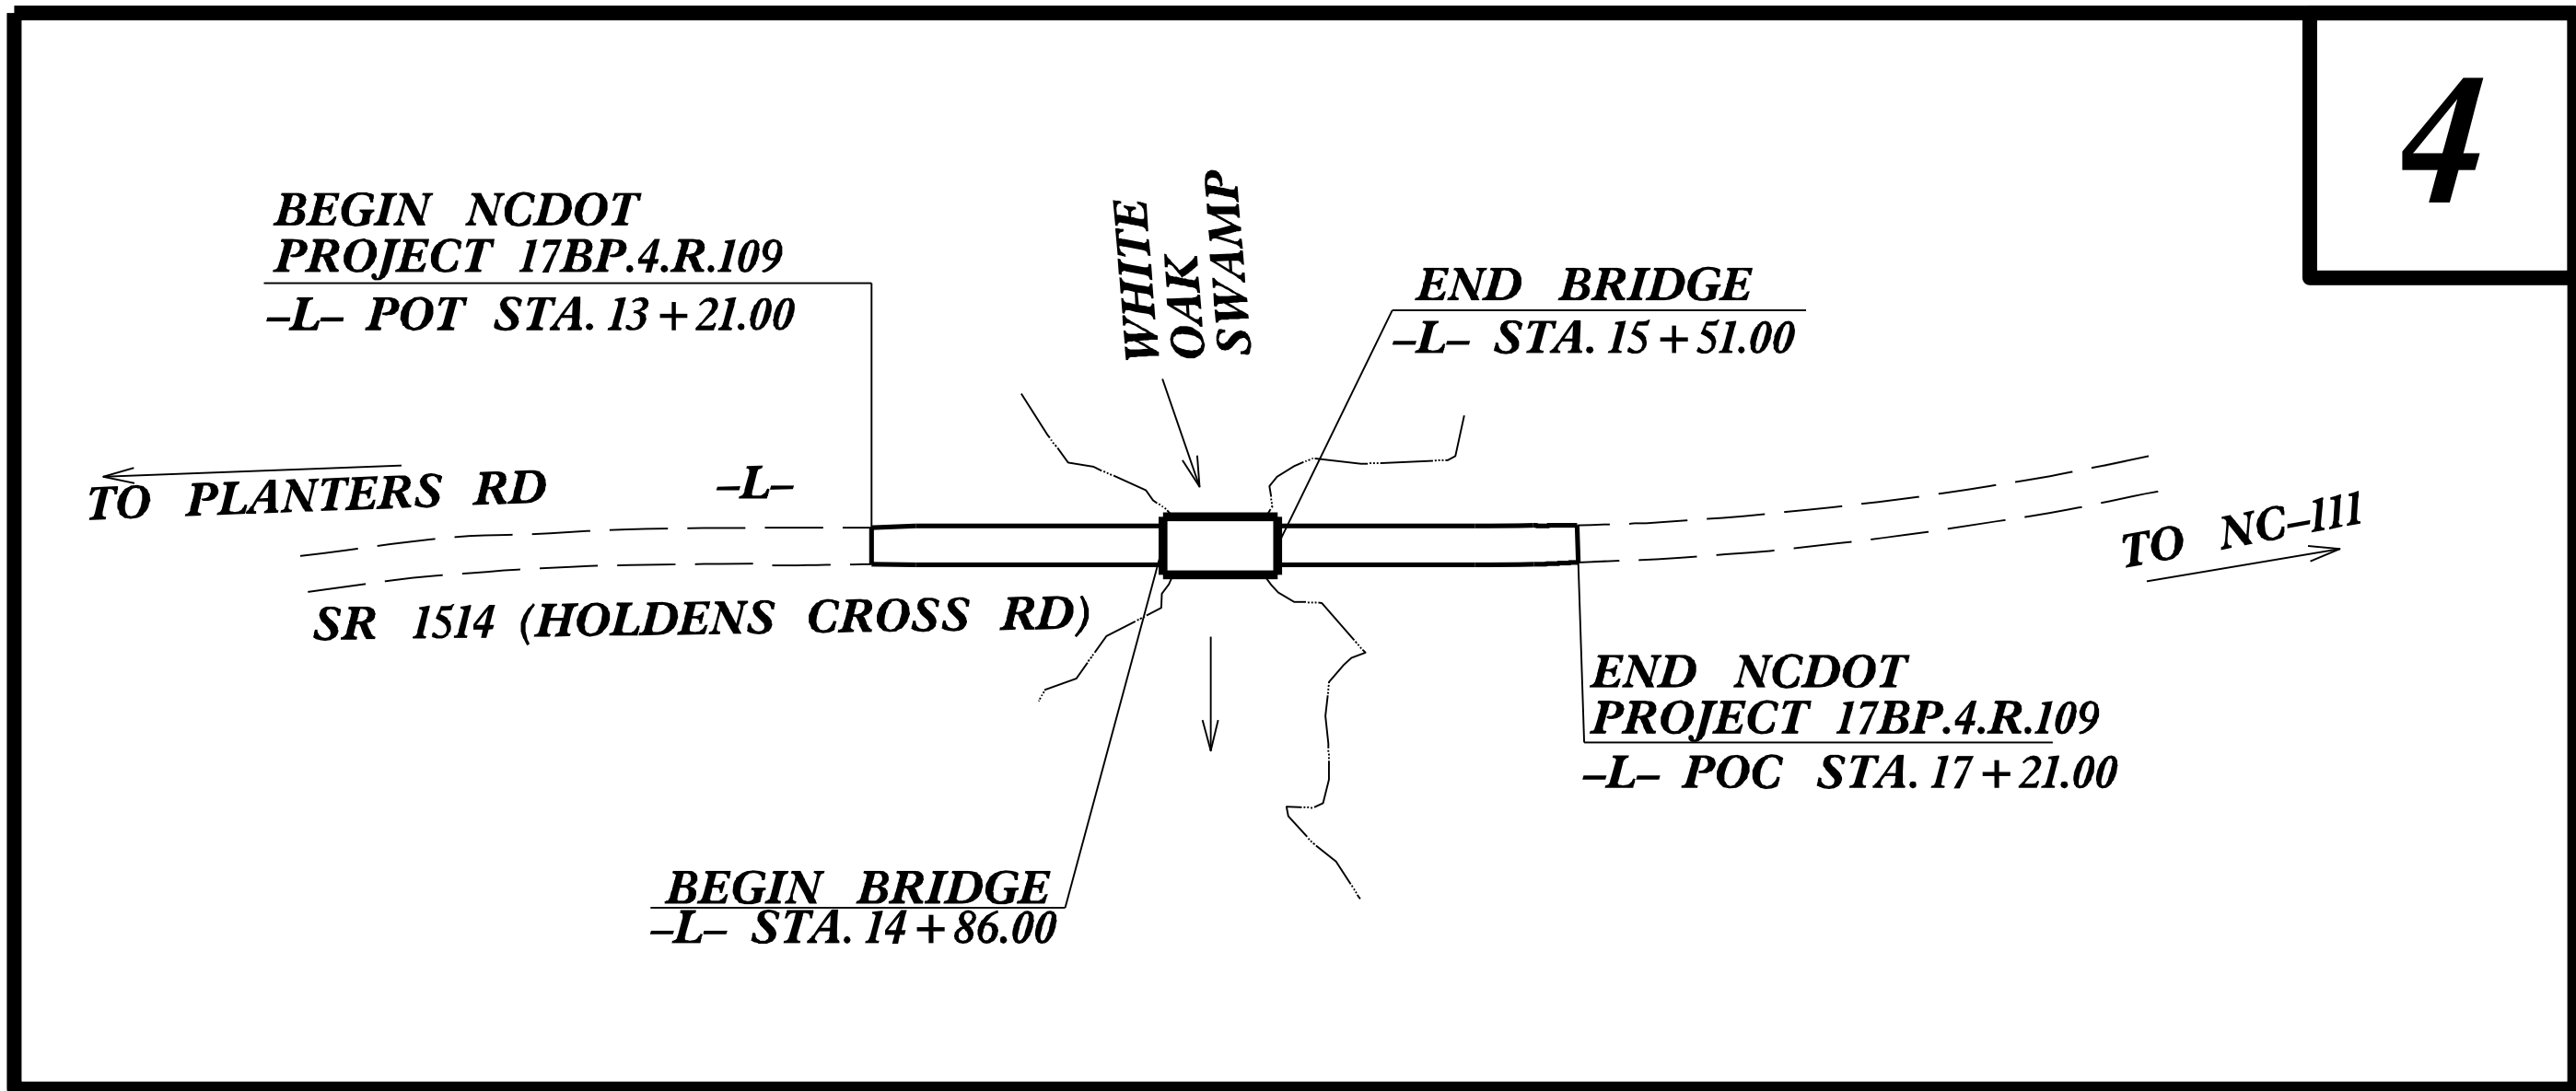 4
BEGIN NCDOT
PROJECT 17BP.4.R.109
–L– POT STA. 13+21.00
WHITE
OAK
SWAMP
END BRIDGE
–L– STA. 15+51.00
TO PLANTERS RD
–L–
TO NC–111
SR 1514 (HOLDENS CROSS RD)
END NCDOT
PROJECT 17BP.4.R.109
–L– POC STA. 17+21.00
BEGIN BRIDGE
–L– STA. 14+86.00